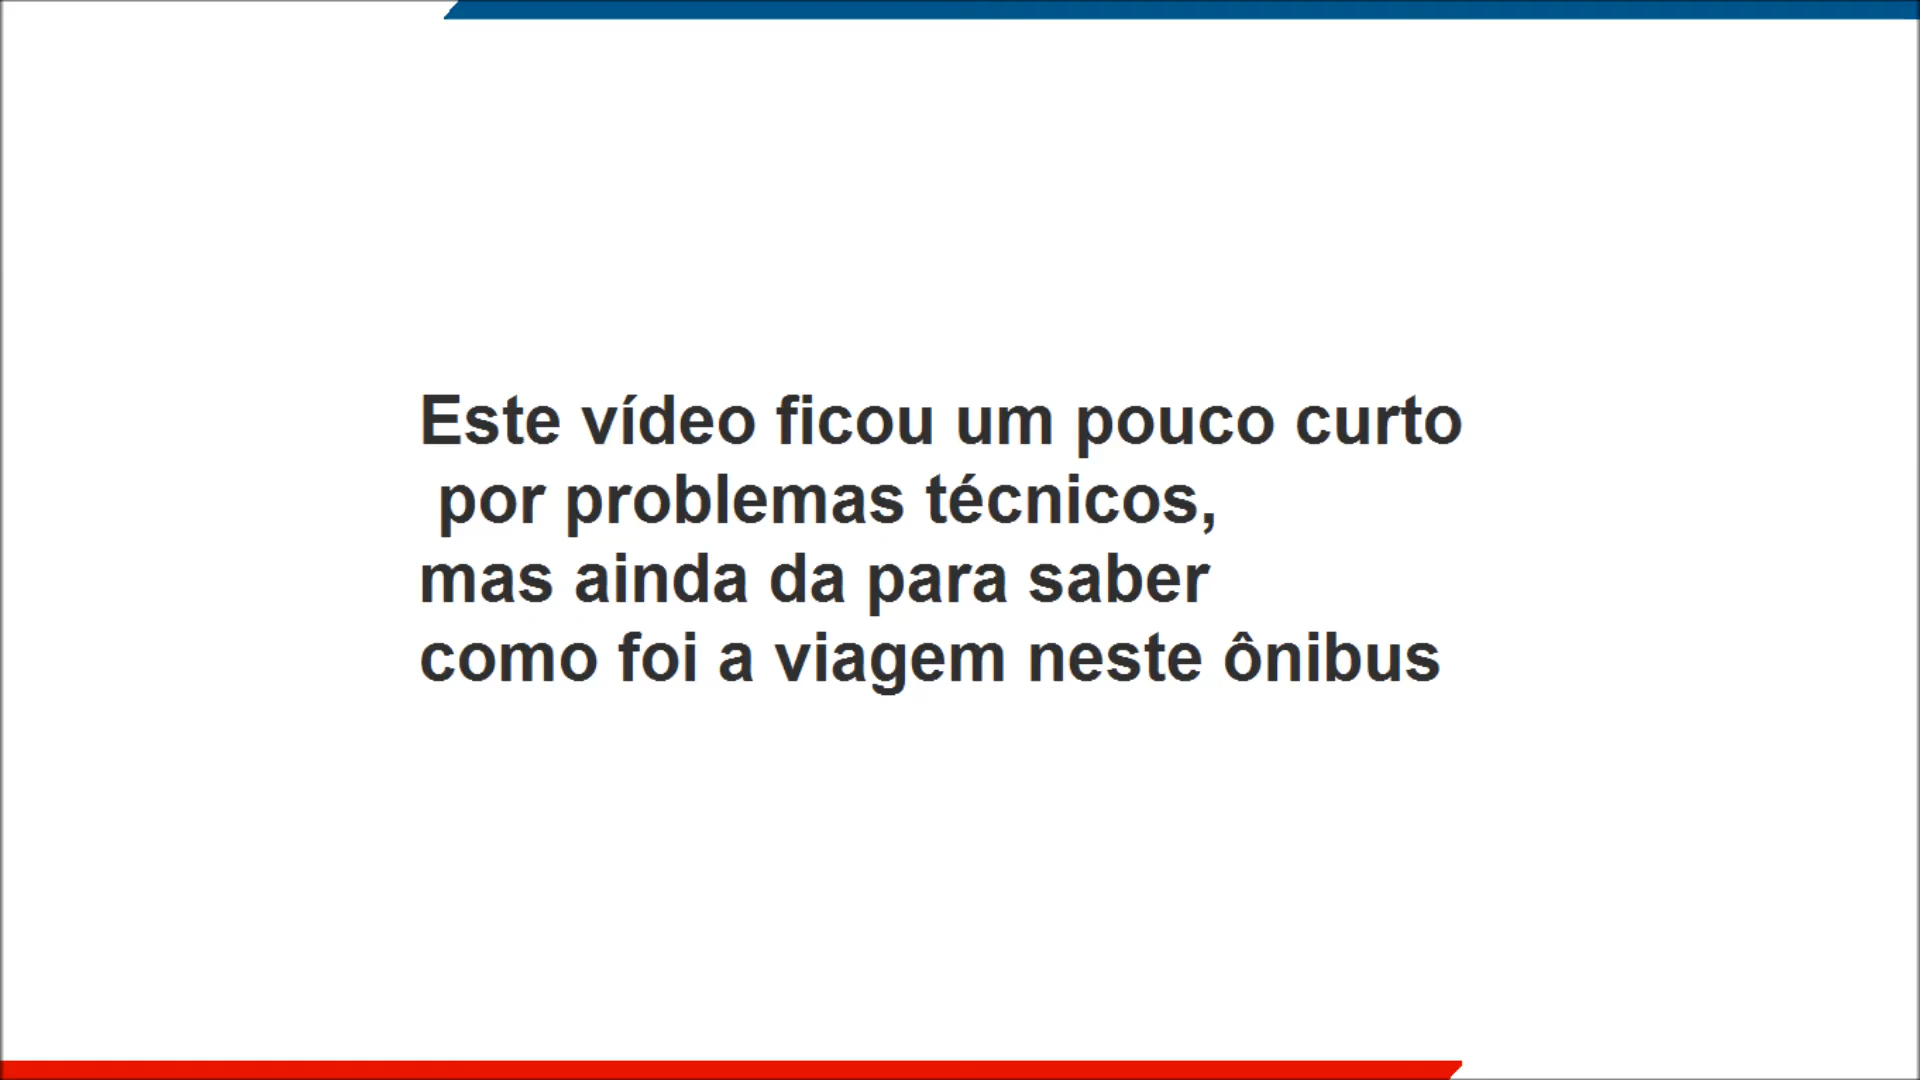 Este vídeo ficou um pouco curto
por problemas técnicos,
mas ainda da para saber
como foi a viagem neste ônibus